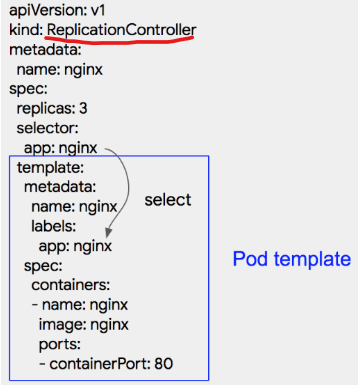 apiVersion: v1
kind: ReplicationController
metadata:
  name: nginx
spec:
  replicas: 3
  selector:
    app: nginx
  template:
    metadata:
      name: nginx
      labels:
        app: nginx
    spec:
      containers:
      - name: nginx
        image: nginx
        ports:
        - containerPort: 80
select
Pod template